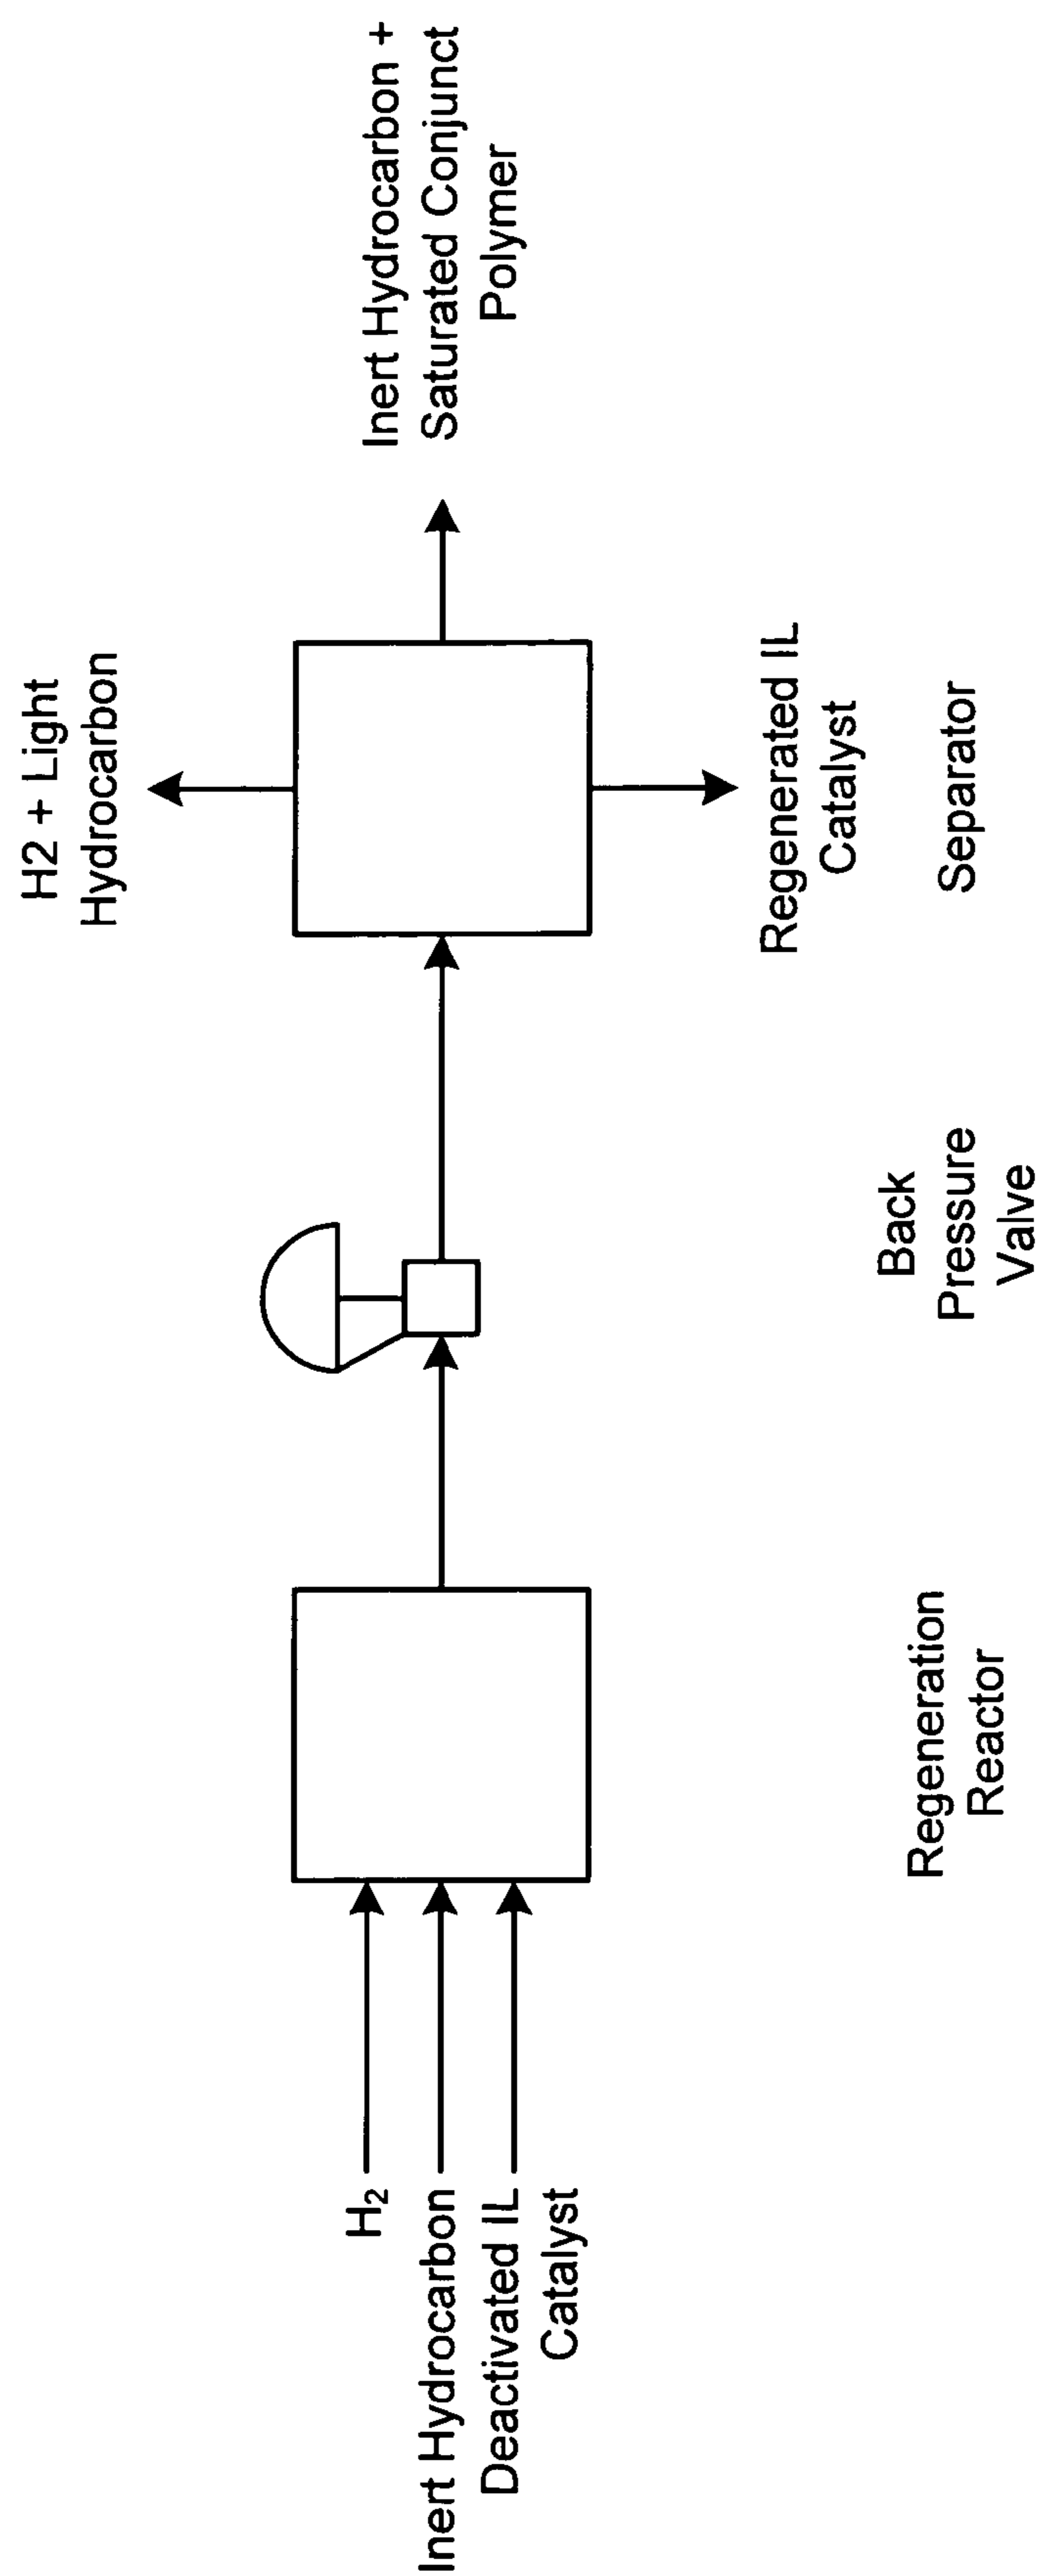 H₂
Inert Hydrocarbon
Deactivated IL
Catalyst
H2 + Light
Hydrocarbon
Inert Hydrocarbon +
Saturated Conjunct
Polymer
Regenerated IL
Catalyst
Regeneration
Reactor
Back
Pressure
Valve
Separator